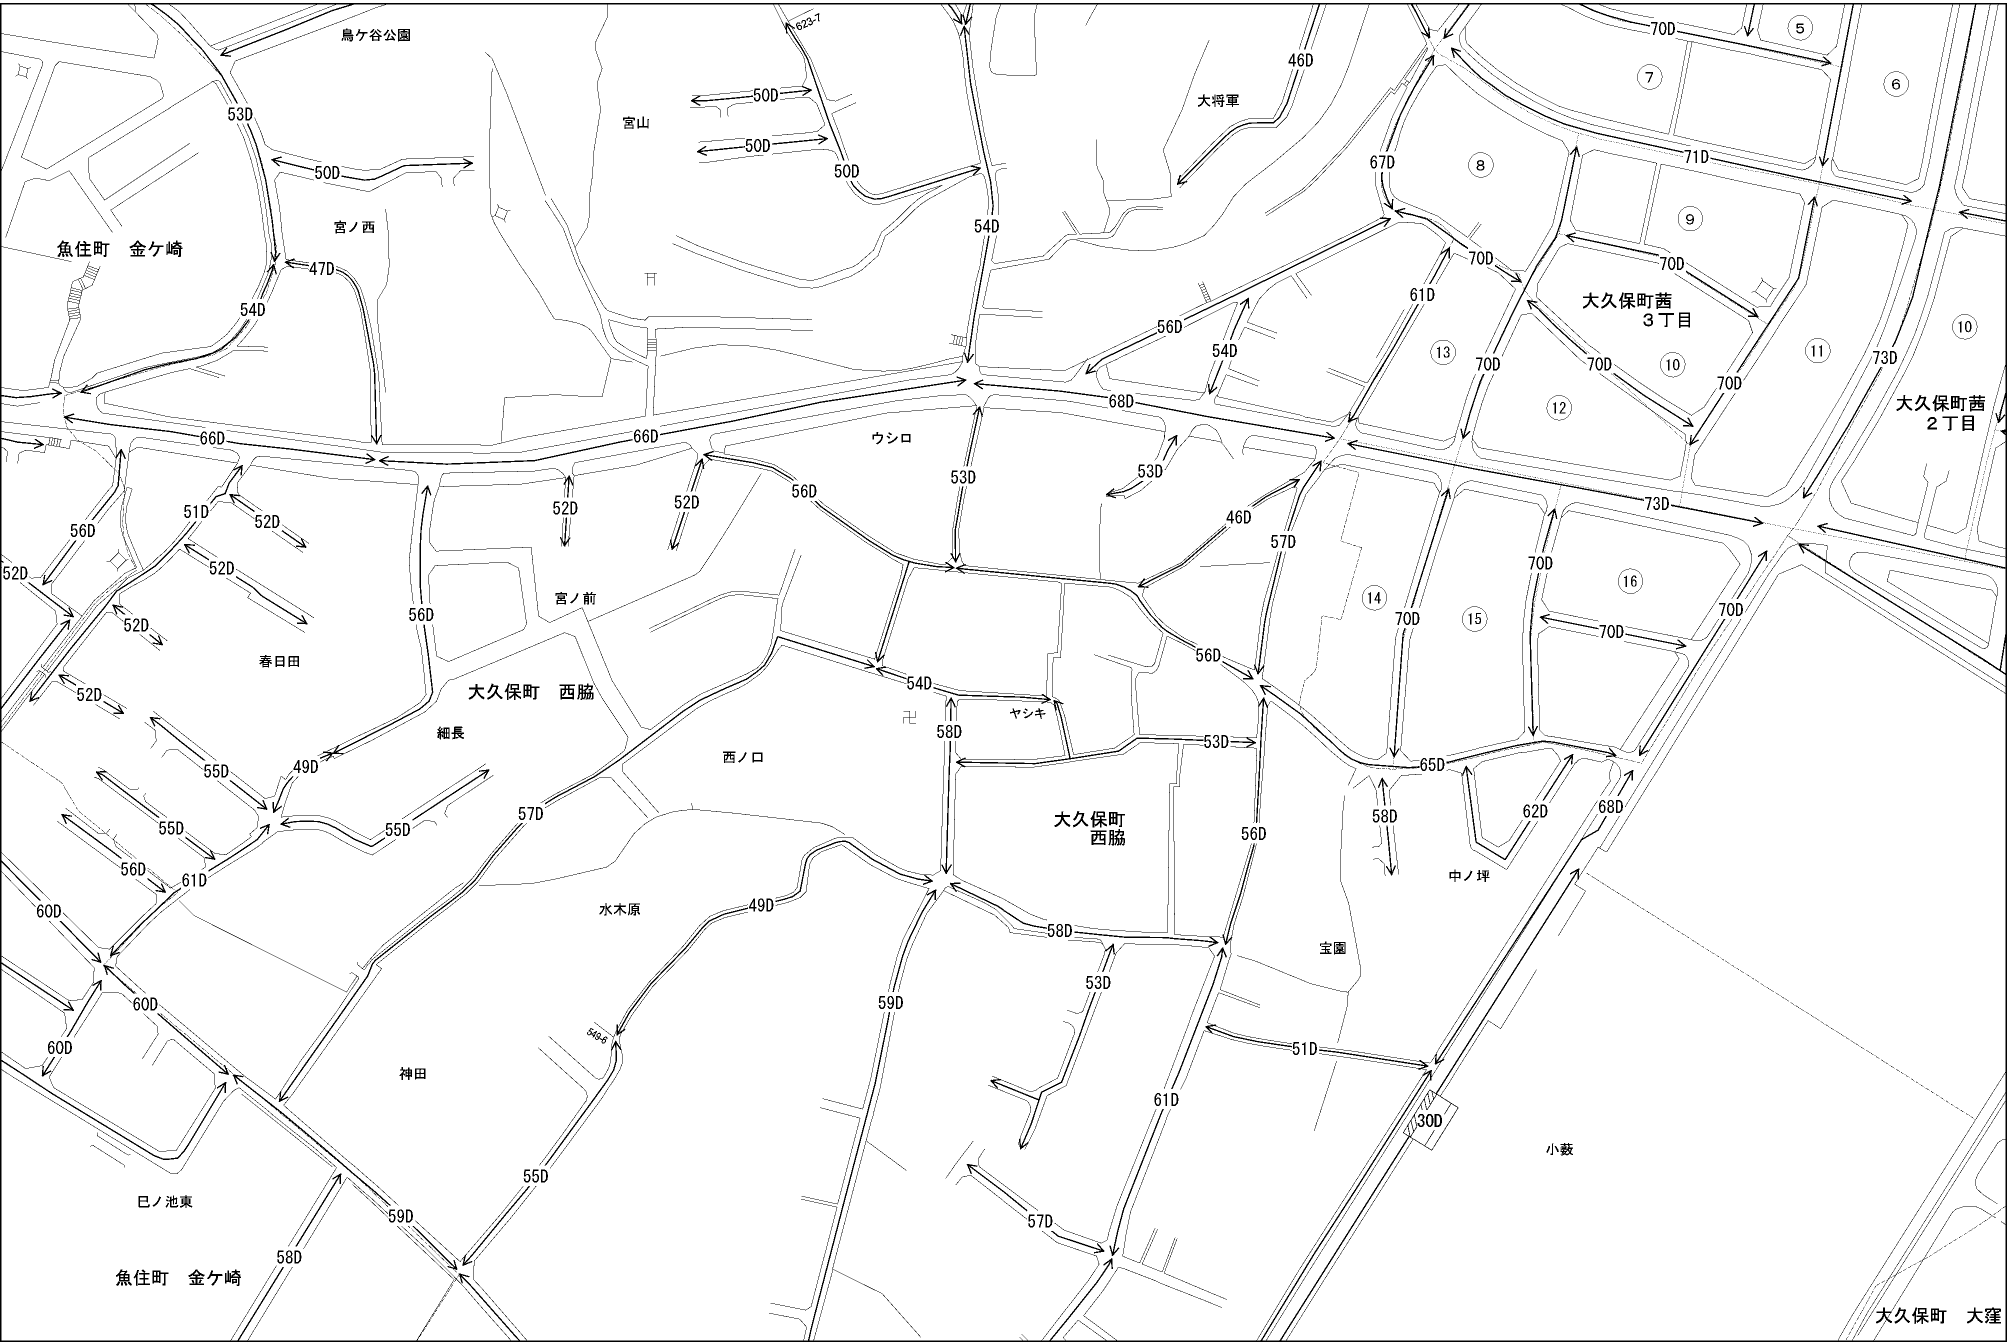 623-7
鳥ケ谷公園
70D
⑤
46D
⑦
⑥
50D
大将軍
53D
宮山
50D
71D
67D
⑧
50D
50D
⑨
宮ノ西
54D
魚住町　金ケ崎
70D
70D
47D
61D
大久保町茜
３丁目
54D
56D
⑩
54D
⑬
⑪
73D
70D
70D
⑩
70D
68D
大久保町茜
２丁目
⑫
66D
66D
ウシロ
53D
53D
56D
52D
52D
73D
51D
52D
46D
56D
57D
52D
52D
70D
⑯
宮ノ前
⑭
56D
70D
⑮
70D
52D
70D
春日田
56D
52D
大久保町　西脇
54D
ヤシキ
卍
細長
58D
53D
西ノ口
49D
55D
65D
57D
62D
68D
58D
大久保町
西脇
55D
55D
56D
56D
61D
中ノ坪
49D
60D
水木原
58D
宝園
53D
60D
59D
549-6
60D
51D
神田
61D
30D
小薮
55D
巳ノ池東
59D
57D
58D
魚住町　金ケ崎
大久保町　大窪